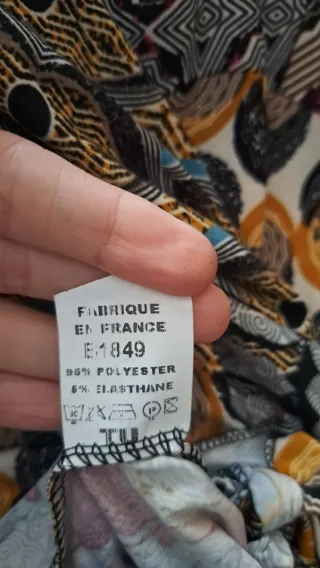 FABRIQUE
EN FRANCE
E1849
95% POLYESTER
5% ELASTHANE
TU